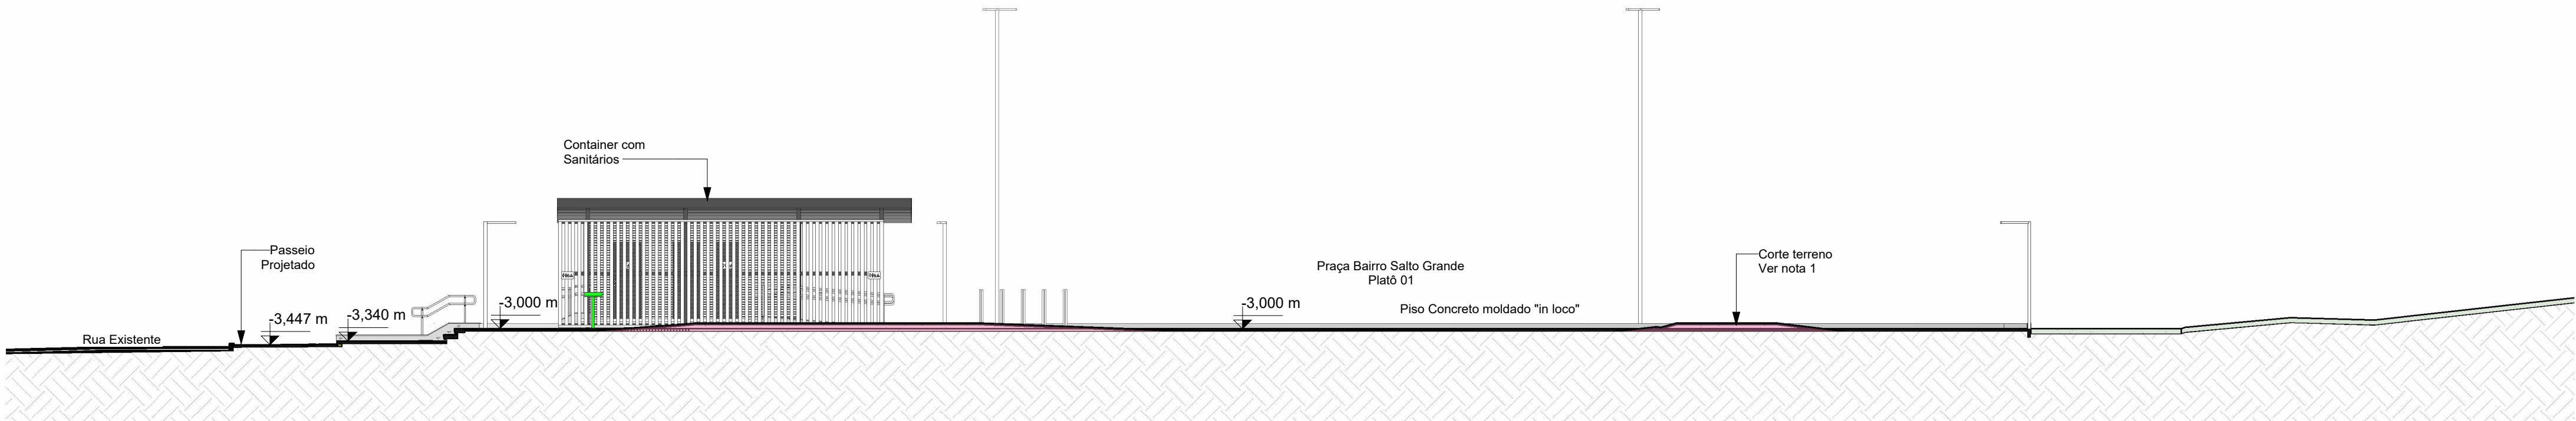 Container com
Sanitários
Passeio
Projetado
Corte terreno
Ver nota 1
Praça Bairro Salto Grande
Platô 01
-3,000 m
-3,000 m
Piso Concreto moldado "in loco"
-3,447 m
-3,340 m
Rua Existente